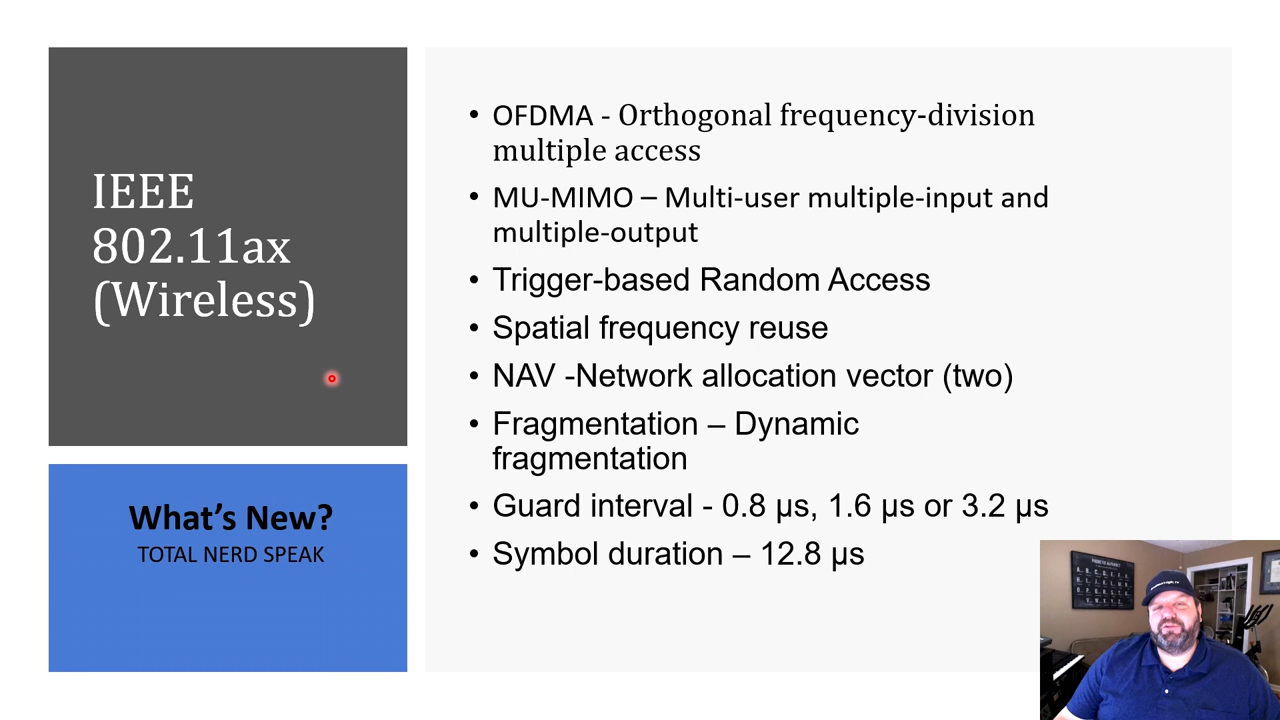 IEEE
802.11ax
(Wireless)
What's New?
TOTAL NERD SPEAK
• OFDMA - Orthogonal frequency-division
multiple access
• MU-MIMO – Multi-user multiple-input and
multiple-output
• Trigger-based Random Access
• Spatial frequency reuse
• NAV -Network allocation vector (two)
• Fragmentation – Dynamic
fragmentation
• Guard interval - 0.8 μs, 1.6 μs or 3.2 μs
• Symbol duration – 12.8 μs